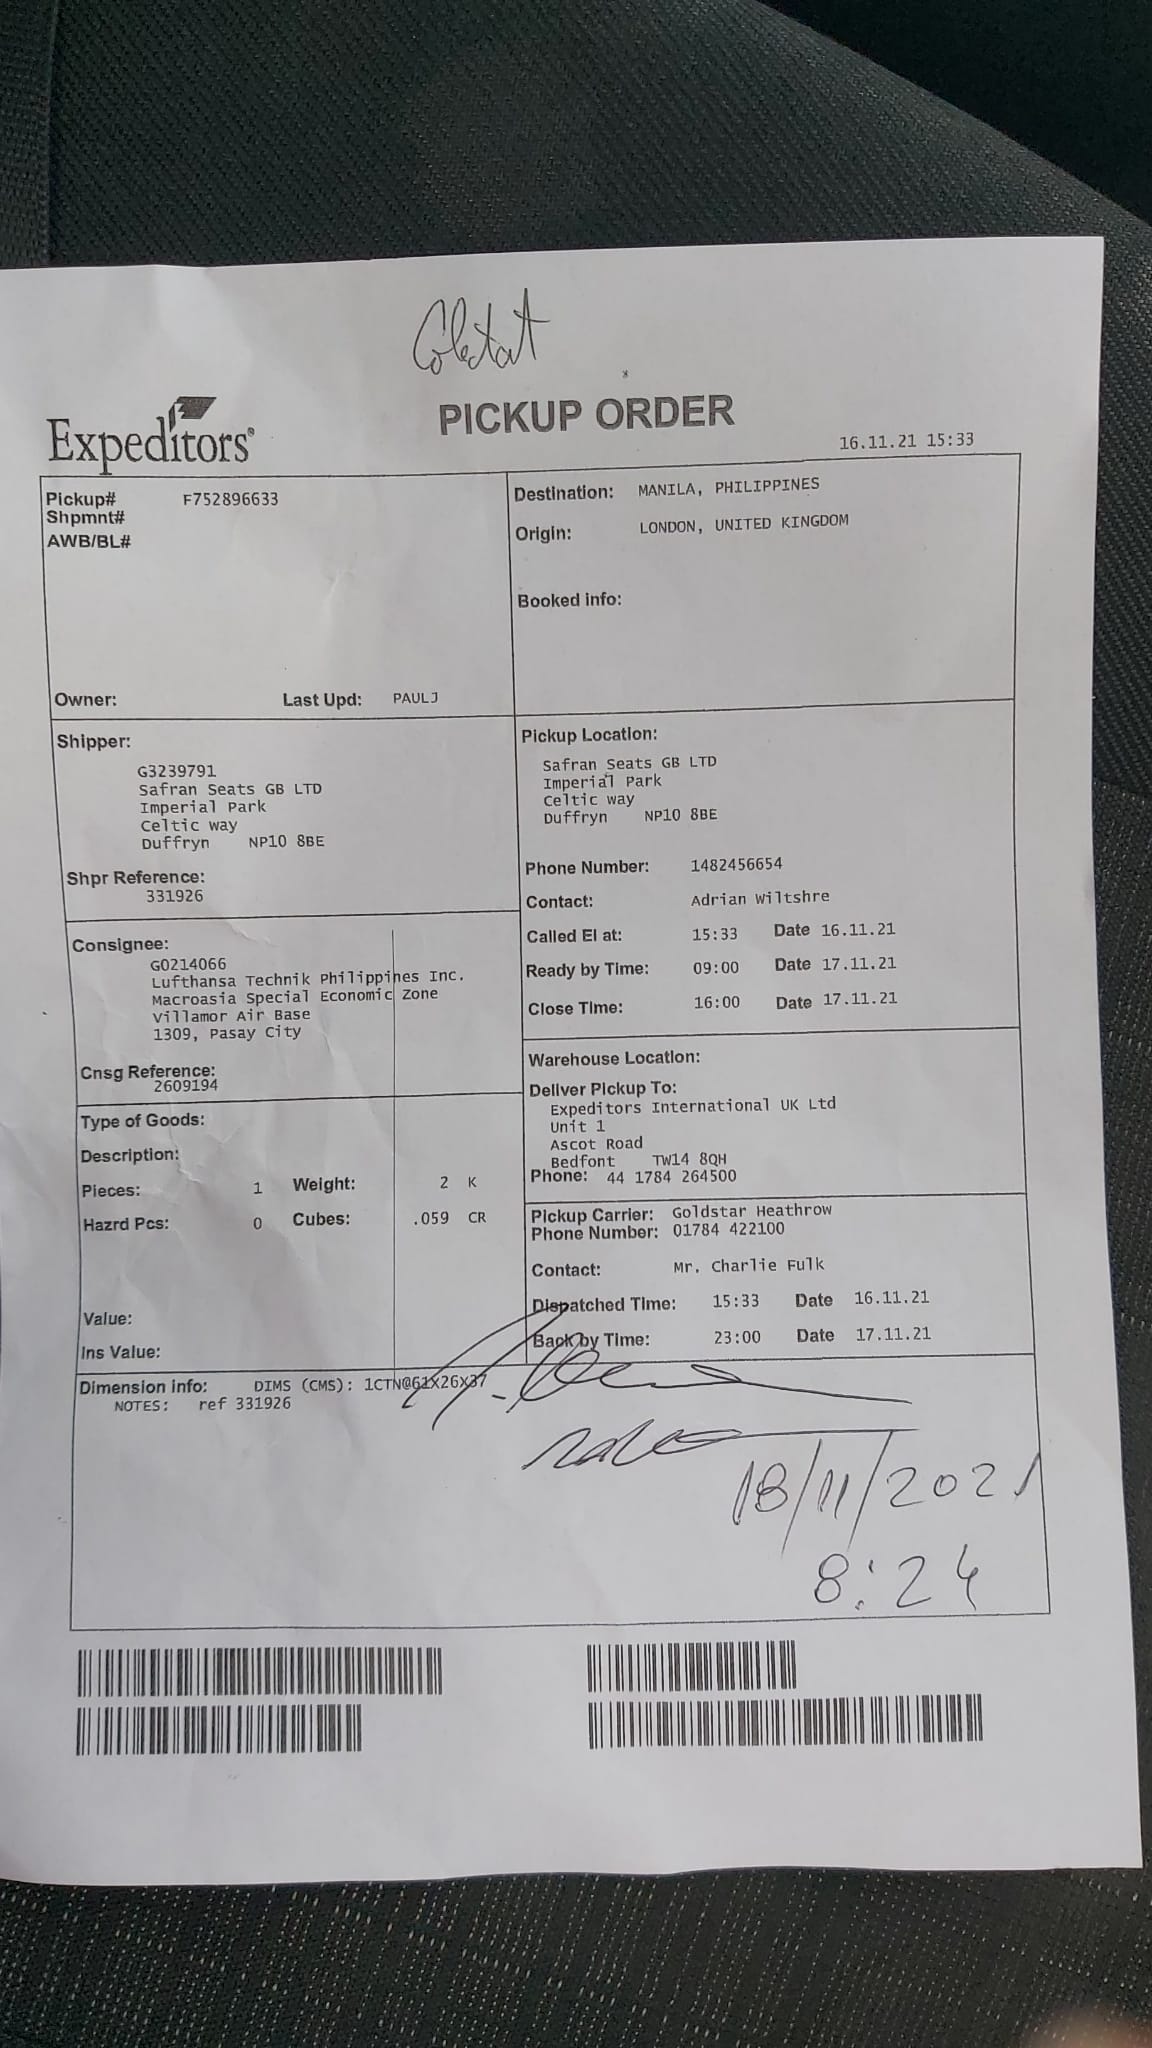 Colectat
Expeditors®
PICKUP ORDER
16.11.21 15:33
Pickup# F752896633
Shpmnt#
AWB/BL#
Owner: Last Upd: PAULJ
Destination: MANILA, PHILIPPINES
Origin: LONDON, UNITED KINGDOM
Booked info:
Shipper:
G3239791
Safran Seats GB LTD
Imperial Park
Celtic way
Duffryn NP10 8BE
Shpr Reference:
331926
Consignee:
G0214066
Lufthansa Technik Philippines Inc.
Macroasia Special Economic Zone
Villamor Air Base
1309, Pasay City
Cnsg Reference:
2609194
Type of Goods:
Description:
Pieces: 1 Weight: 2 K
Hazrd Pcs: 0 Cubes: .059 CR
Value:
Ins Value:
Pickup Location:
Safran Seats GB LTD
Imperial Park
Celtic way
Duffryn NP10 8BE
Phone Number: 1482456654
Contact: Adrian Wiltshre
Called EI at: 15:33 Date 16.11.21
Ready by Time: 09:00 Date 17.11.21
Close Time: 16:00 Date 17.11.21
Warehouse Location:
Deliver Pickup To:
Expeditors International UK Ltd
Unit 1
Ascot Road
Bedfont TW14 8QH
Phone: 44 1784 264500
Pickup Carrier: Goldstar Heathrow
Phone Number: 01784 422100
Contact: Mr. Charlie Fulk
Dispatched Time: 15:33 Date 16.11.21
Back by Time: 23:00 Date 17.11.21
Dimension info: DIMS (CMS): 1CTN@61X26X37
NOTES: ref 331926
18/11/2021
8:24